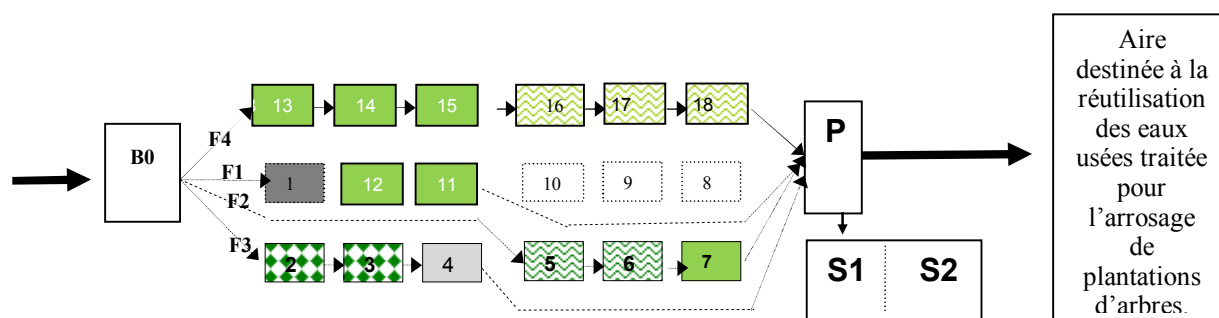 B0
F4
F1
F2
F3
13 14 15 16 17 18
1 12 11 10 9 8
2 3 4 5 6 7
P
S1 S2
Aire
destinée à la
réutilisation
des eaux
usées traitée
pour
l’arrosage
de
plantations
d’arbres.